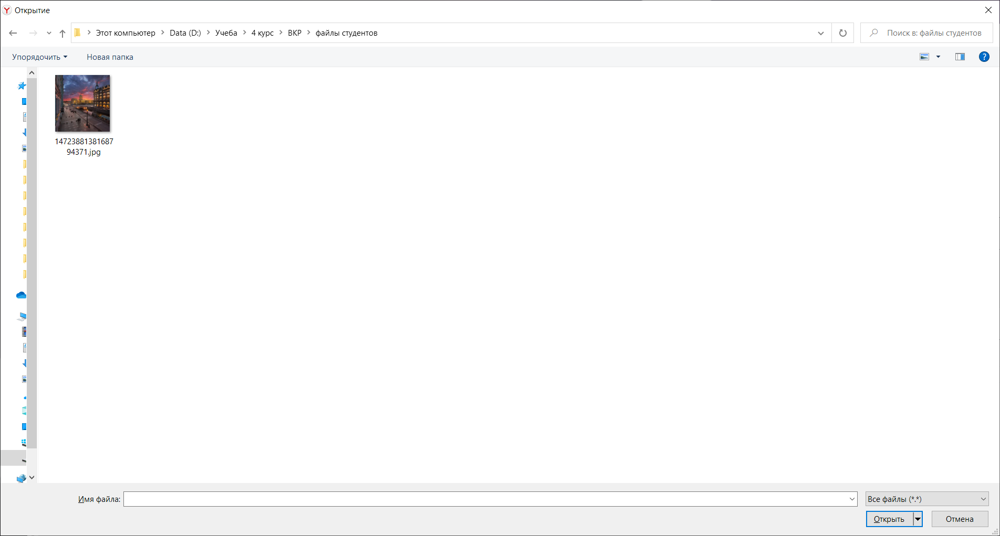 Открытие
Этот компьютер Data (D:) Учеба 4 курс ВКР файлы студентов
Поиск в: файлы студентов
Упорядочить Новая папка
?
14723881381687
94371.jpg
Имя файла:
Все файлы (*.*)
Открыть Отмена